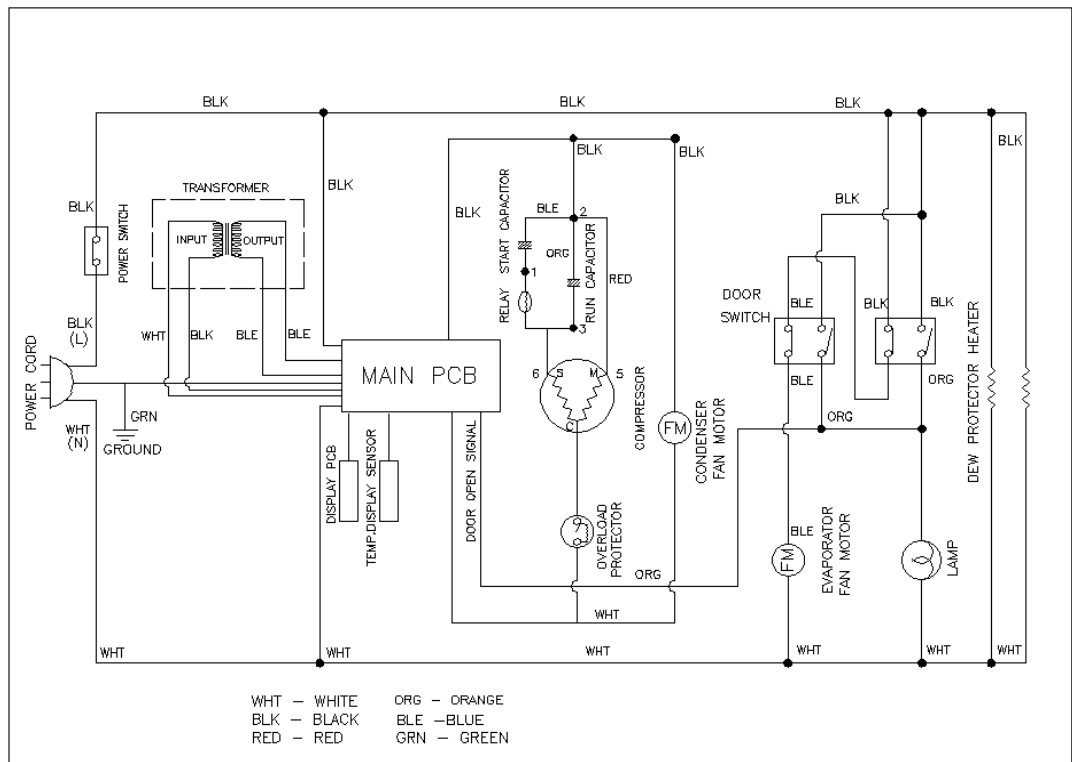 BLK
BLK
BLK
TRANSFORMER
BLK
POWER SWITCH
INPUT
OUTPUT
BLK
(L)
WHT
BLK
BLE
BLE
BLK
POWER CORD
WHT
(N)
GRN
GROUND
MAIN PCB
DISPLAY PCB
TEMP.DISPLAY SENSOR
DOOR OPEN SIGNAL
BLK
BLK
BLK
BLE
2
1
ORG
3
RED
RELAY START CAPACITOR
RUN CAPACITOR
6
S
M
5
C
COMPRESSOR
FM
CONDENSER
FAN MOTOR
OVERLOAD
PROTECTOR
BLK
DOOR
SWITCH
BLE
BLK
BLK
BLE
ORG
ORG
BLK
DEW PROTECTOR HEATER
ORG
BLE
FM
EVAPORATOR
FAN MOTOR
LAMP
WHT
WHT
WHT
WHT
WHT
WHT
WHT – WHITE
ORG – ORANGE
BLK – BLACK
BLE –BLUE
RED – RED
GRN – GREEN